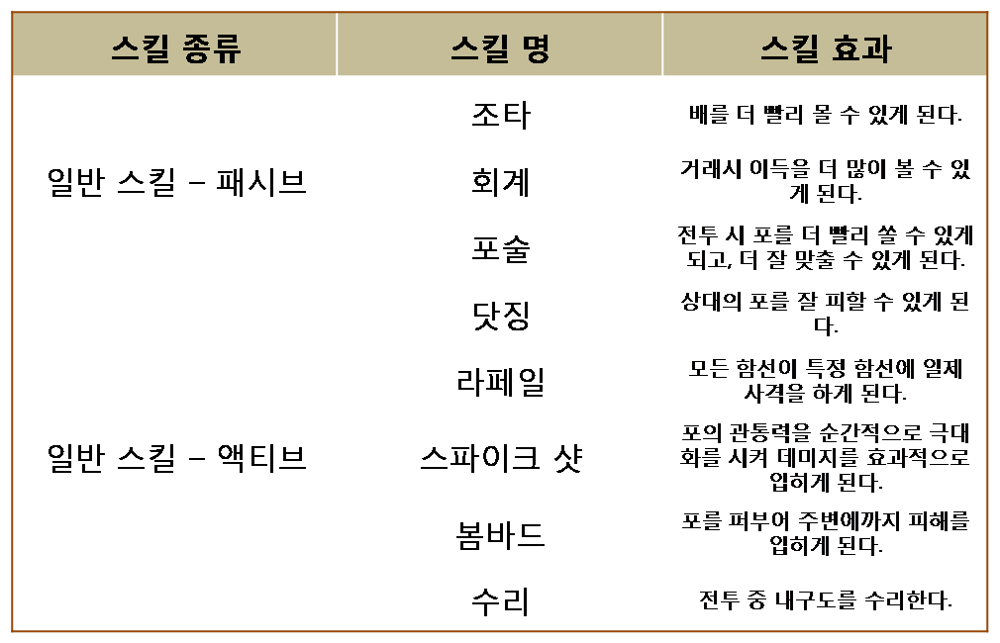 스킬 종류 스킬 명 스킬 효과
조타 배를 더 빨리 몰 수 있게 된다.
일반 스킬 – 패시브 회계 거래시 이득을 더 많이 볼 수 있
게 된다.
포술 전투 시 포를 더 빨리 쏠 수 있게
되고, 더 잘 맞출 수 있게 된다.
닷징 상대의 포를 잘 피할 수 있게 된
다.
라페일 모든 함선이 특정 함선에 일제
사격을 하게 된다.
일반 스킬 – 액티브 스파이크 샷 포의 관통력을 순간적으로 극대
화를 시켜 데미지를 효과적으로
입히게 된다.
봄바드 포를 퍼부어 주변에까지 피해를
입히게 된다.
수리 전투 중 내구도를 수리한다.